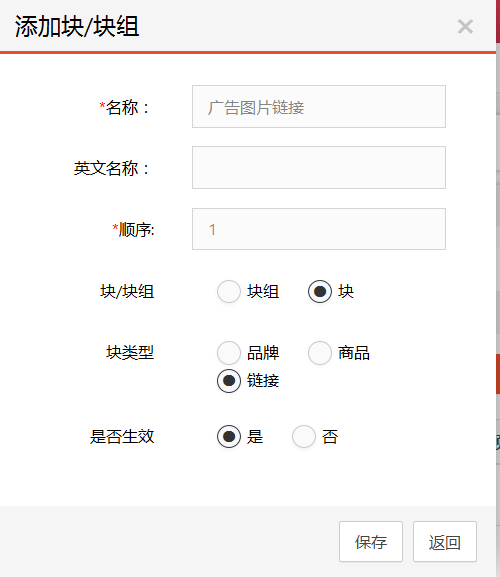 添加块/块组
×
*名称： 广告图片链接
英文名称：
*顺序: 1
块/块组 块组 块
块类型 品牌 商品
链接
是否生效 是 否
保存 返回